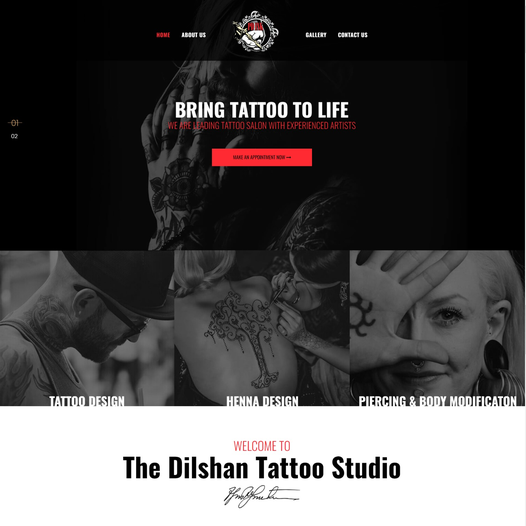 HOME ABOUT US GALLERY CONTACT US
BRING TATTOO TO LIFE
WE ARE LEADING TATTOO SALON WITH EXPERIENCED ARTISTS
01
02
MAKE AN APPOINTMENT NOW
TATTOO DESIGN HENNA DESIGN PIERCING & BODY MODIFICATON
WELCOME TO
The Dilshan Tattoo Studio